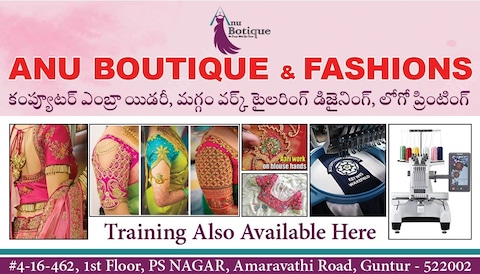 Anu
Botique
ANU BOUTIQUE & FASHIONS
కంప్యూటర్ ఎంబ్రాయిడరీ, మగ్గం వర్క్ టైలరింగ్ డిజైనింగ్, లోగో ప్రింటింగ్
Aari work
on blouse hands
Training Also Available Here
#4-16-462, 1st Floor, PS NAGAR, Amaravathi Road, Guntur - 522002